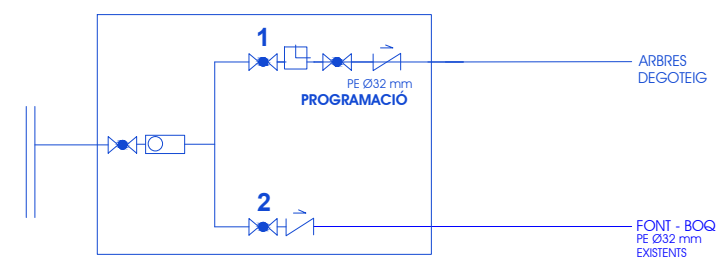 1
ARBRES
DEGOTEIG
PE Ø32 mm
PROGRAMACIÓ
2
FONT - BOQ
PE Ø32 mm
EXISTENTS